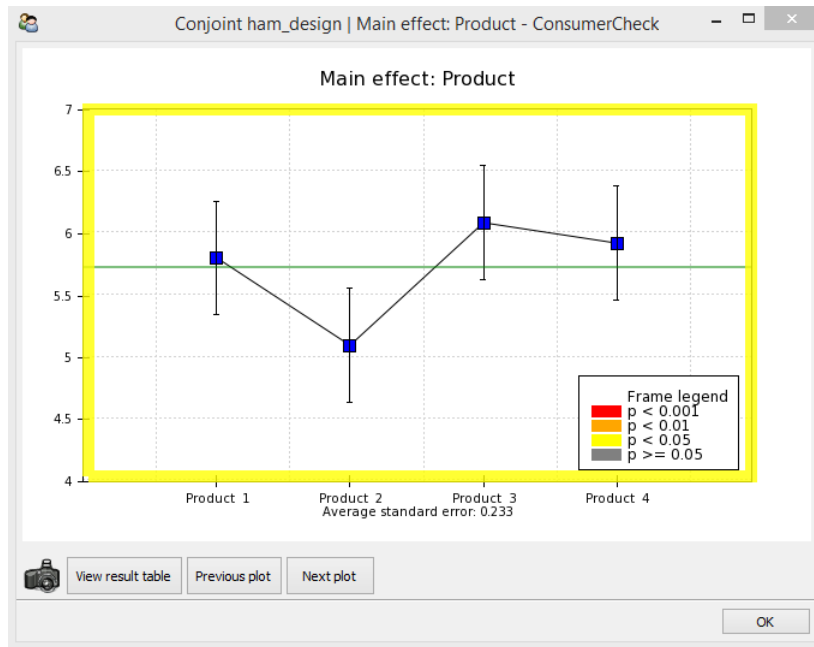 Conjoint ham_design | Main effect: Product - ConsumerCheck
Main effect: Product
7
6.5
6
5.5
5
4.5
4
Frame legend
p < 0.001
p < 0.01
p < 0.05
p >= 0.05
Product 1 Product 2 Product 3 Product 4
Average standard error: 0.233
View result table Previous plot Next plot
OK